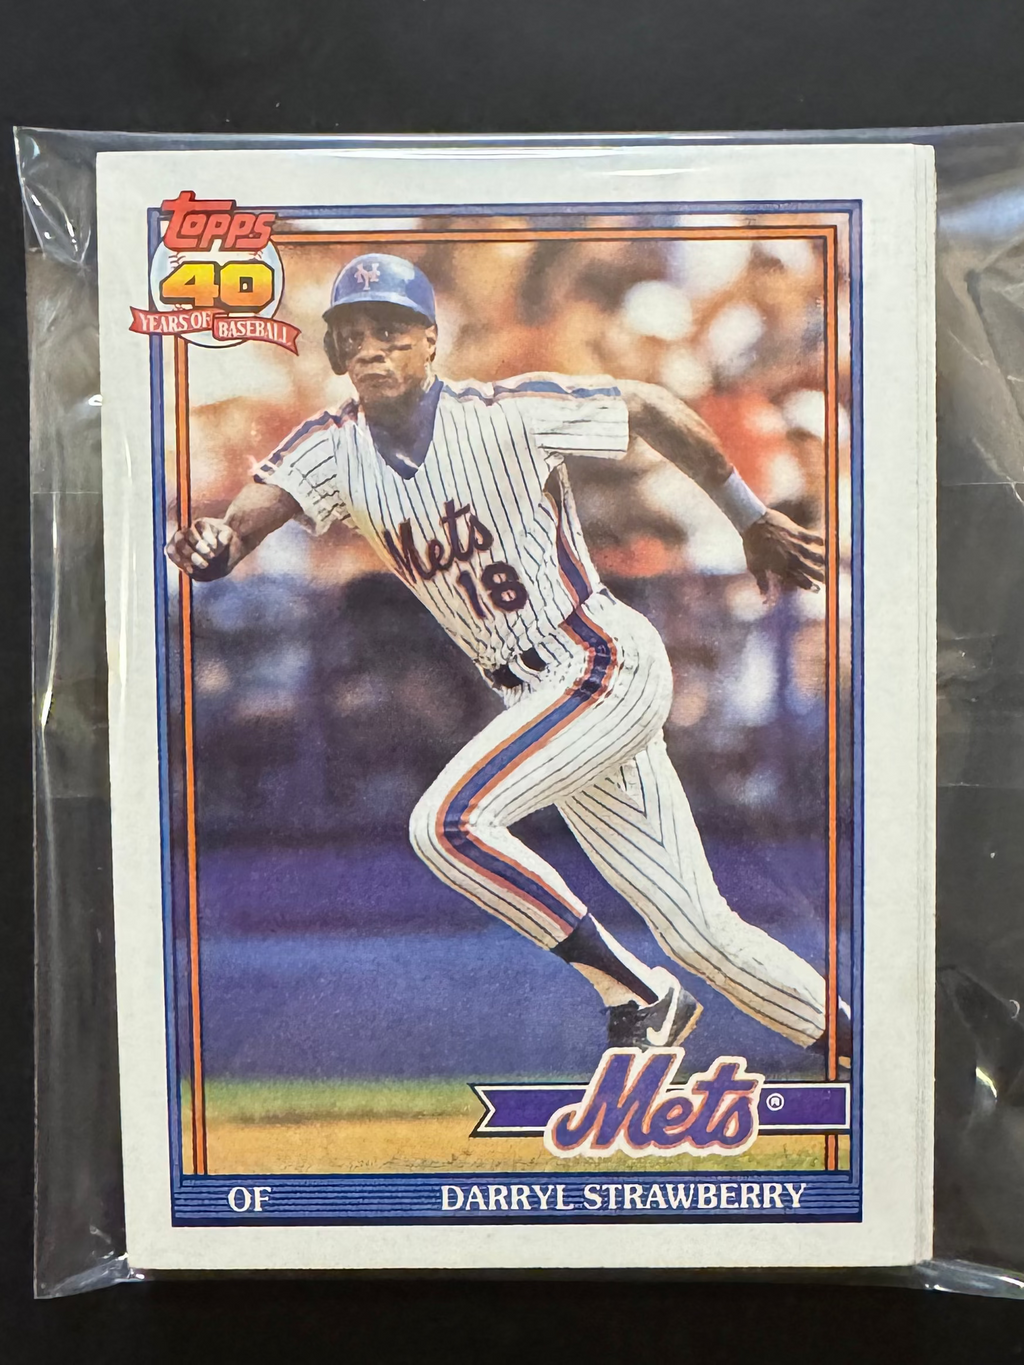 Topps
40
YEARS OF BASEBALL
NY
Mets
18
Mets®
OF DARRYL STRAWBERRY